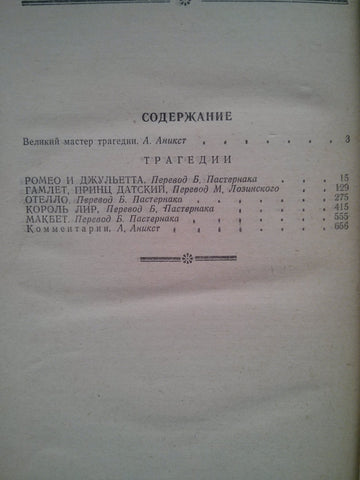 СОДЕРЖАНИЕ
Великий мастер трагедии. А. Аникст 3
ТРАГЕДИИ
РОМЕО И ДЖУЛЬЕТТА. Перевод Б. Пастернака 15
ГАМЛЕТ, ПРИНЦ ДАТСКИЙ, Перевод М. Лозинского 129
ОТЕЛЛО. Перевод Б. Пастернака 275
КОРОЛЬ ЛИР, Перевод Б. Пастернака 415
МАКБЕТ. Перевод Б. Пастернака 555
Комментарии. А. Аникст 656